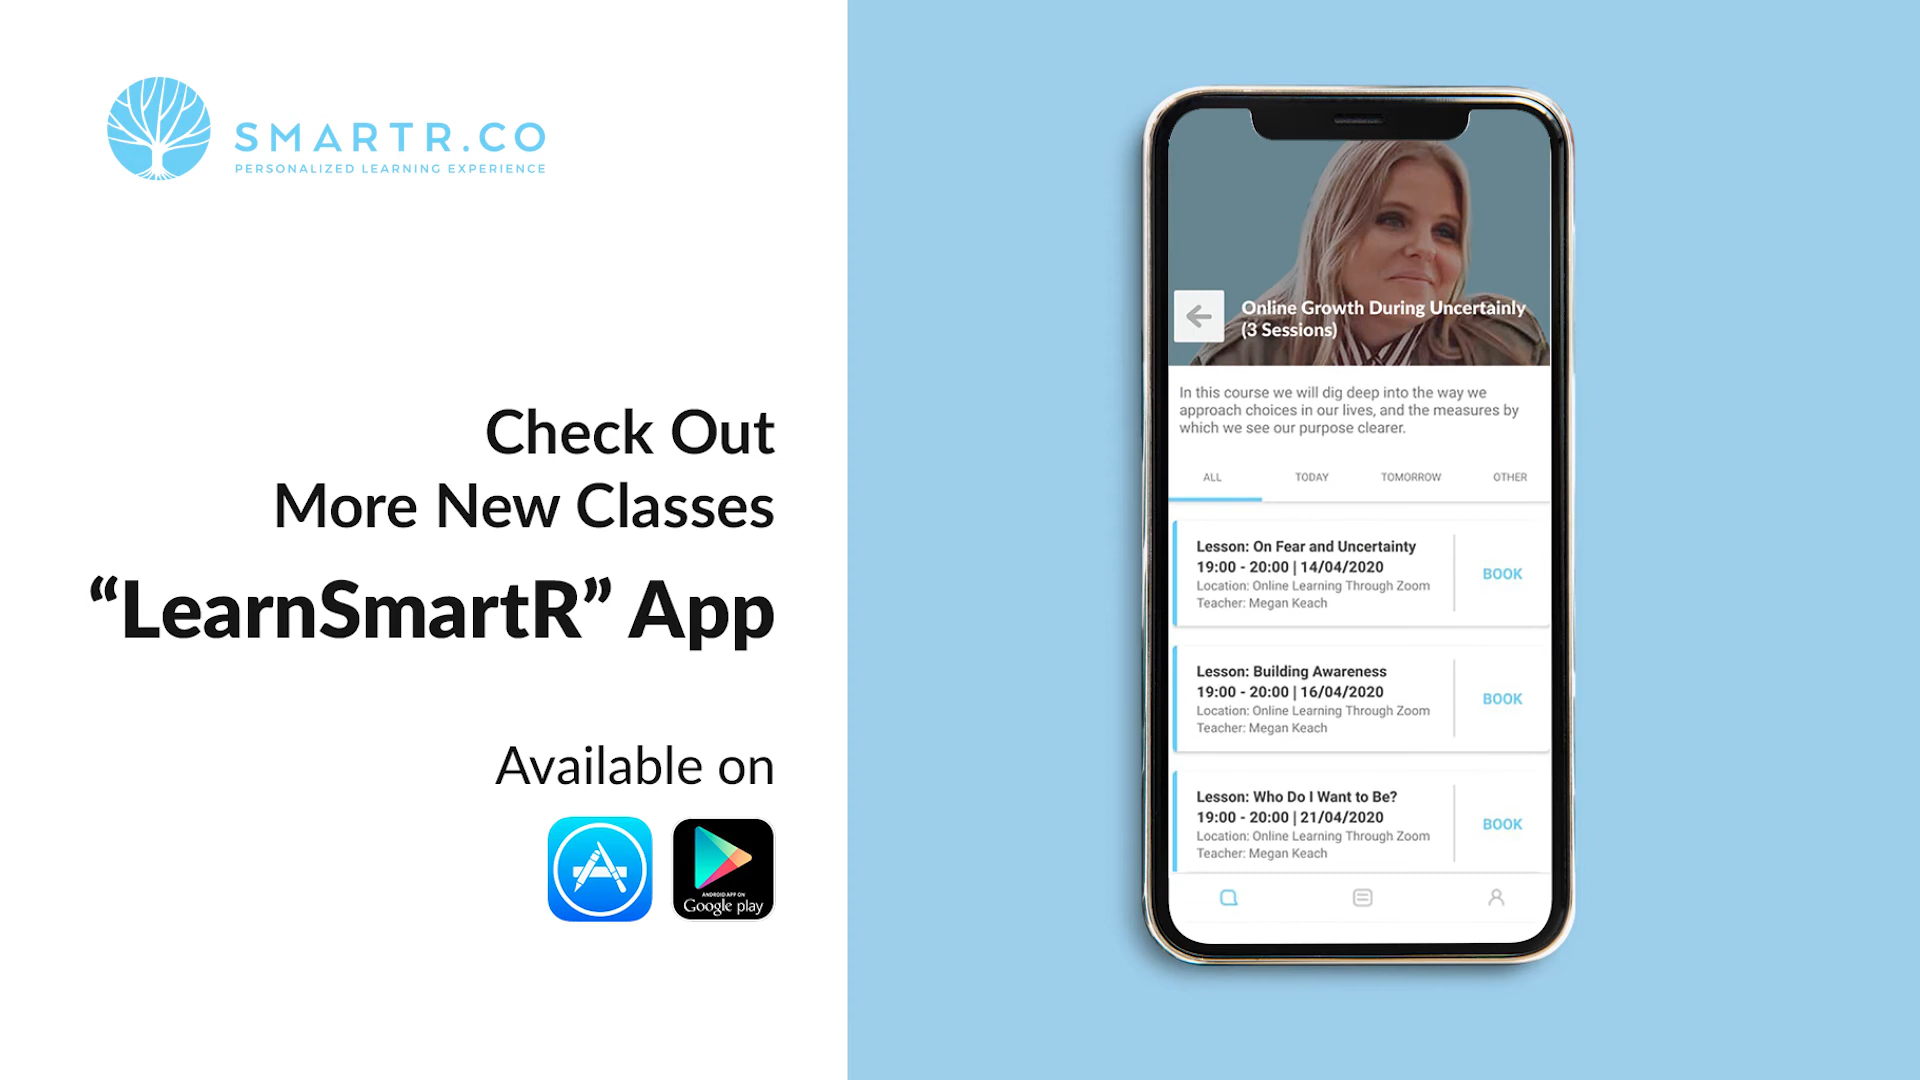 SMARTR.CO
PERSONALIZED LEARNING EXPERIENCE
Check Out
More New Classes
“LearnSmartR” App
Available on
ANDROID APP ON
Google play
Online Growth During Uncertainly
(3 Sessions)
In this course we will dig deep into the way we
approach choices in our lives, and the measures by
which we see our purpose clearer.
ALL TODAY TOMORROW OTHER
Lesson: On Fear and Uncertainty
19:00 - 20:00 | 14/04/2020
Location: Online Learning Through Zoom
Teacher: Megan Keach
BOOK
Lesson: Building Awareness
19:00 - 20:00 | 16/04/2020
Location: Online Learning Through Zoom
Teacher: Megan Keach
BOOK
Lesson: Who Do I Want to Be?
19:00 - 20:00 | 21/04/2020
Location: Online Learning Through Zoom
Teacher: Megan Keach
BOOK